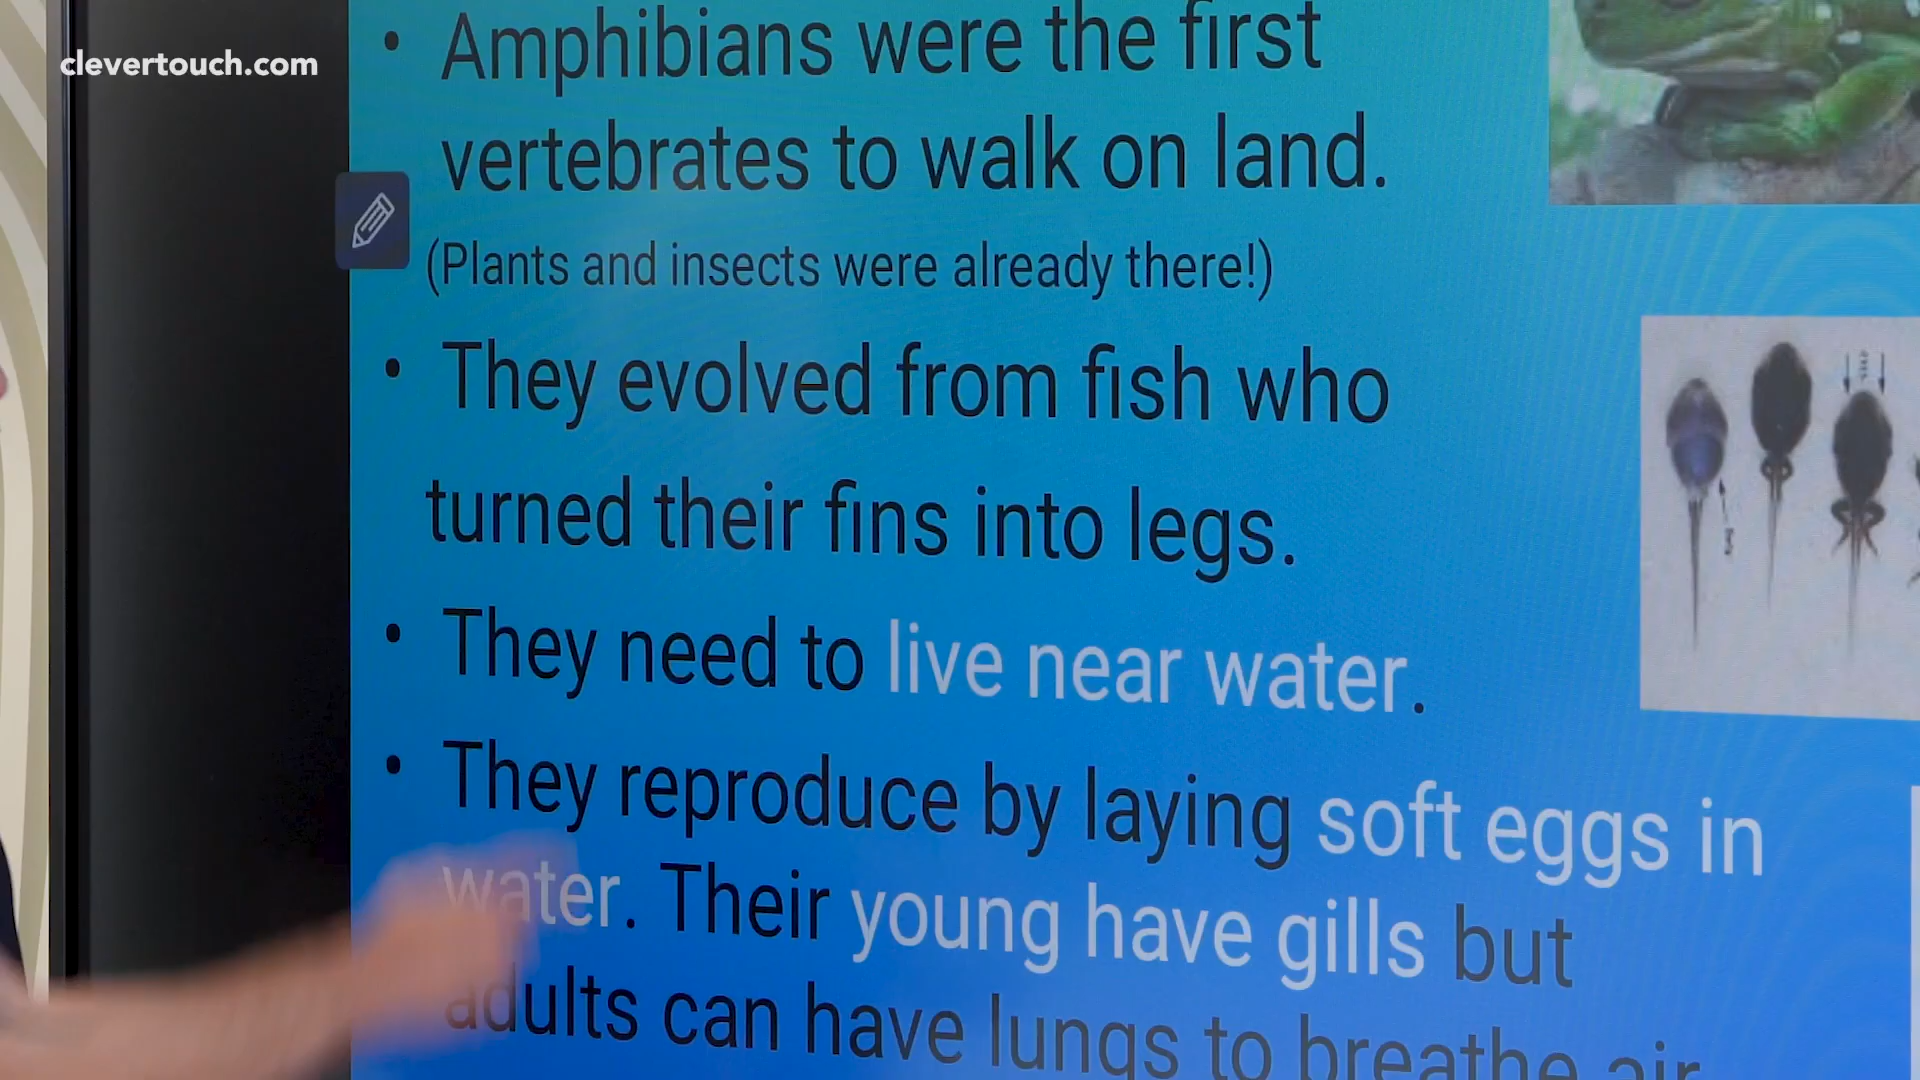 clevertouch.com
• Amphibians were the first
vertebrates to walk on land.
(Plants and insects were already there!)
• They evolved from fish who
turned their fins into legs.
• They need to live near water.
• They reproduce by laying soft eggs in
water. Their young have gills but
adults can have lungs to breathe air